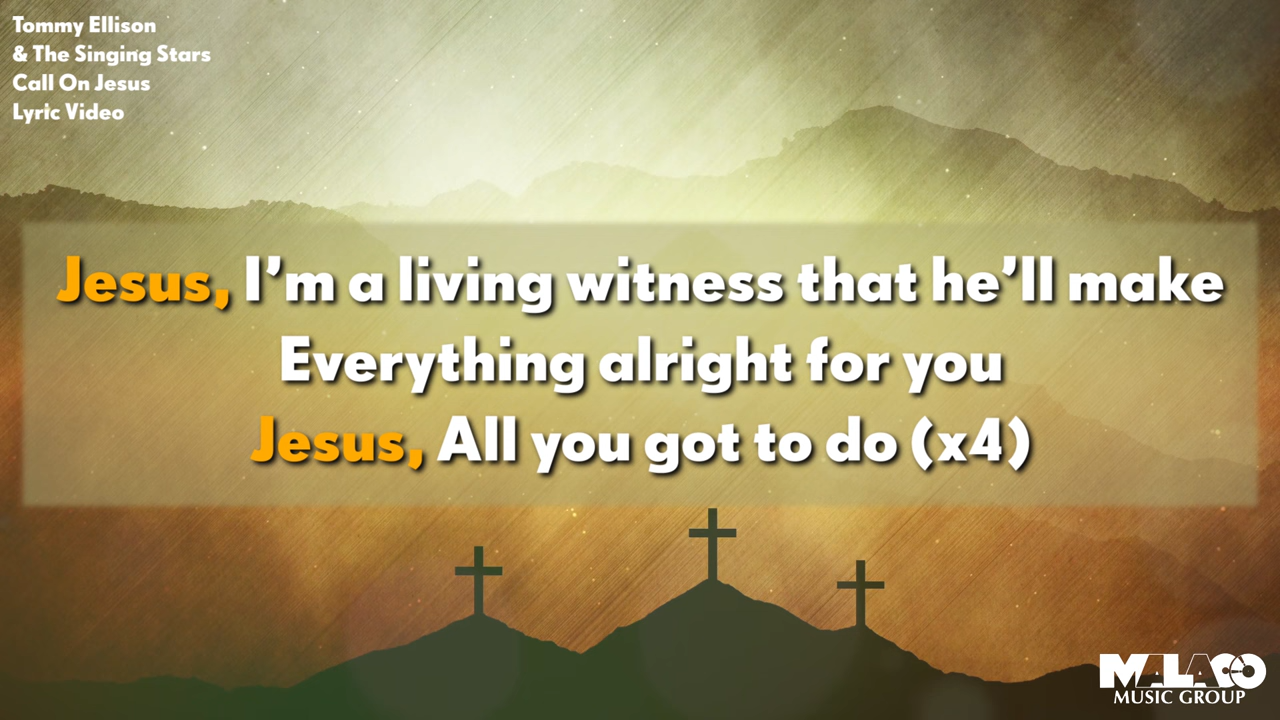 Tommy Ellison
& The Singing Stars
Call On Jesus
Lyric Video
Jesus, I’m a living witness that he’ll make
Everything alright for you
Jesus, All you got to do (x4)
MALACO
MUSIC GROUP